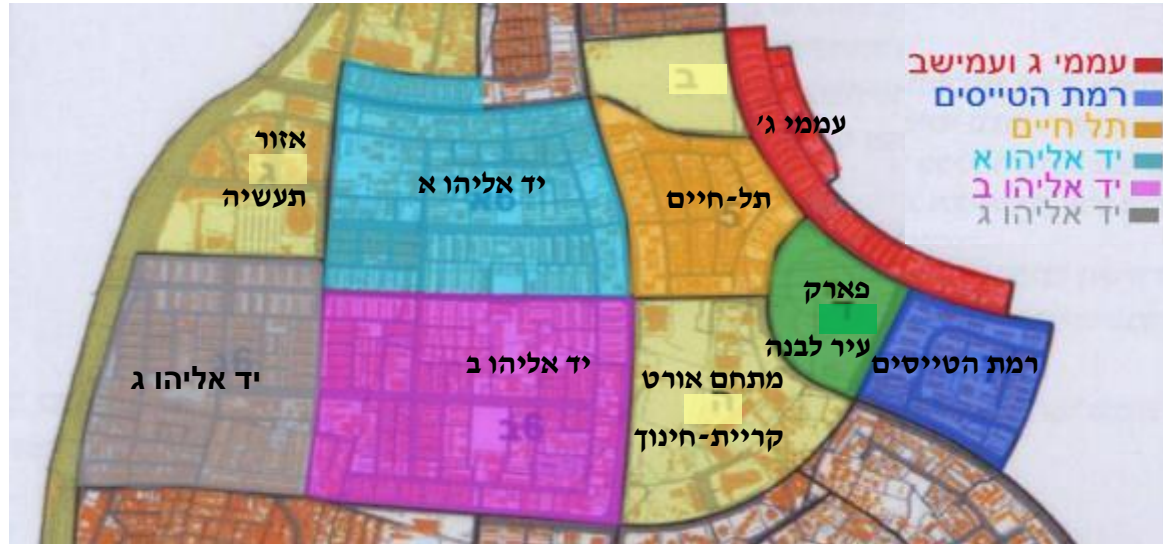 עממי ג ועמישב
רמת הטייסים
תל חיים
יד אליהו א
יד אליהו ב
יד אליהו ג
ב
עממי ג׳
אזור
ג
תעשיה
יד אליהו א
תל-חיים
פארק
עיר לבנה
רמת הטייסים
יד אליהו ב
מתחם אורט
ה
קריית-חינוך
יד אליהו ג